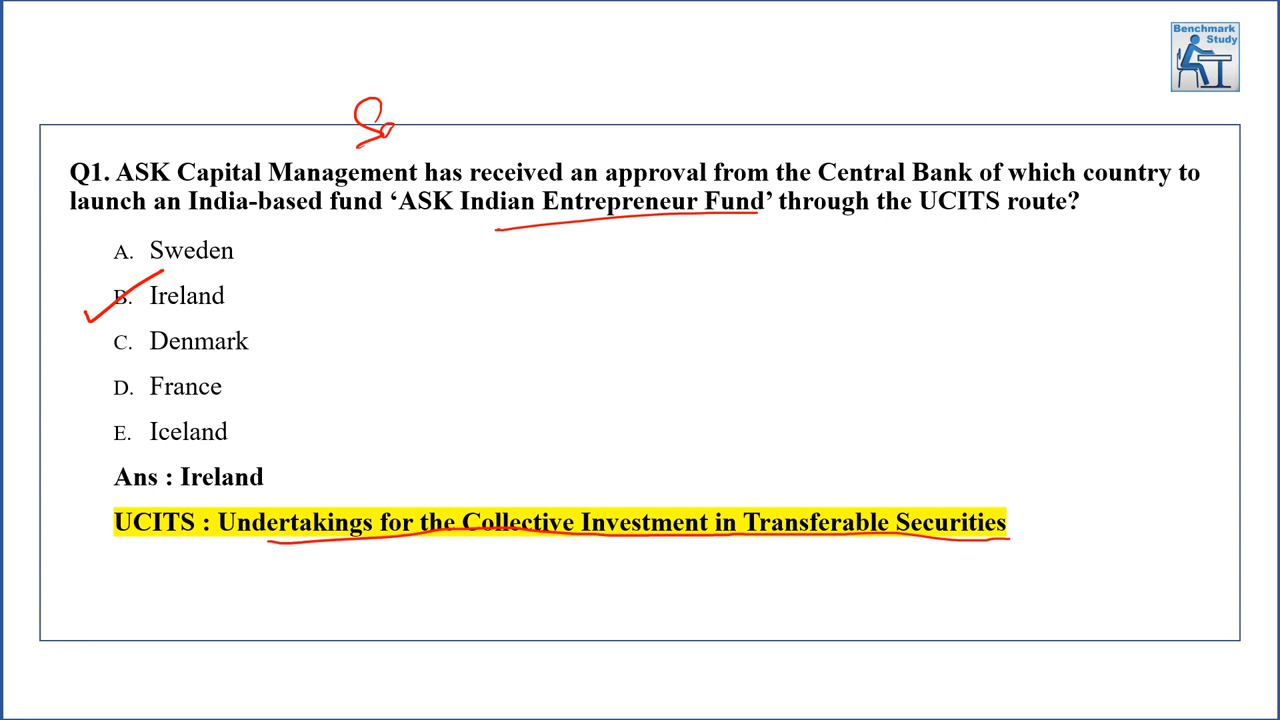 Benchmark
Study
Q1. ASK Capital Management has received an approval from the Central Bank of which country to
launch an India-based fund ‘ASK Indian Entrepreneur Fund’ through the UCITS route?
A. Sweden
B. Ireland
C. Denmark
D. France
E. Iceland
Ans : Ireland
UCITS : Undertakings for the Collective Investment in Transferable Securities